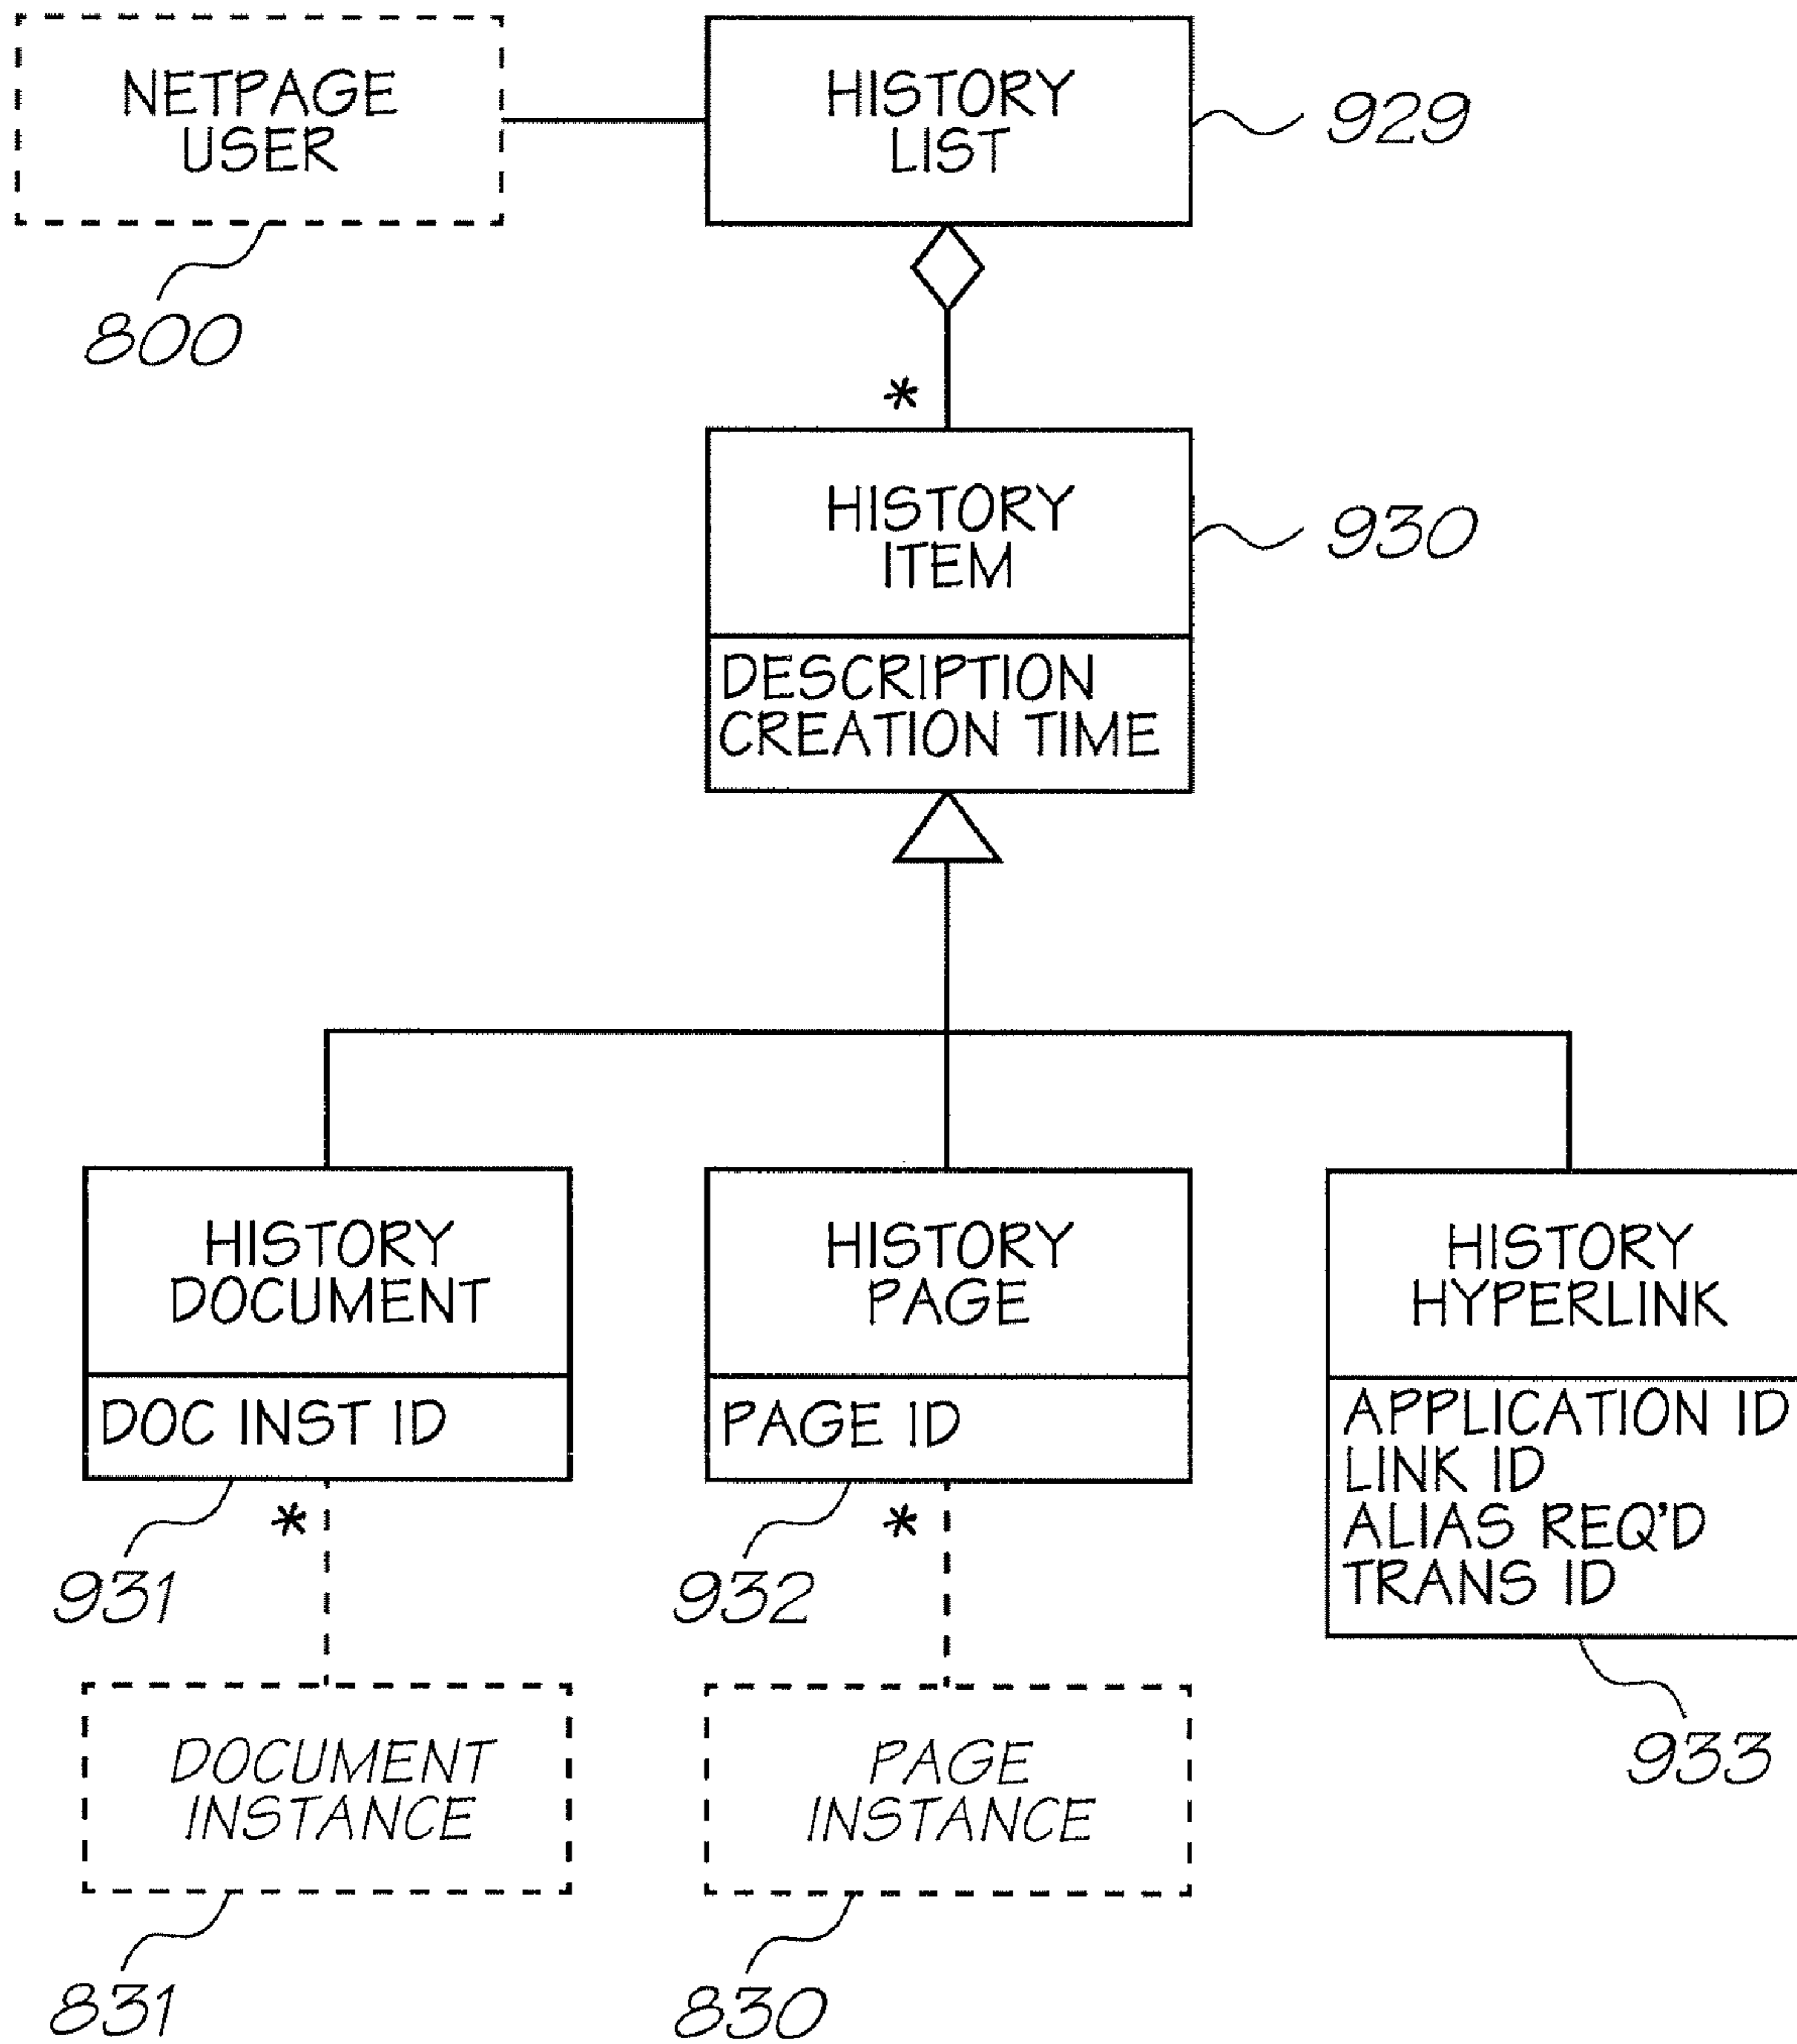 NETPAGE
USER
800
HISTORY
LIST
929
*
HISTORY
ITEM
930
DESCRIPTION
CREATION TIME
HISTORY
DOCUMENT
DOC INST ID
931
*
HISTORY
PAGE
PAGE ID
932
*
HISTORY
HYPERLINK
APPLICATION ID
LINK ID
ALIAS REQ'D
TRANS ID
933
DOCUMENT
INSTANCE
831
PAGE
INSTANCE
830